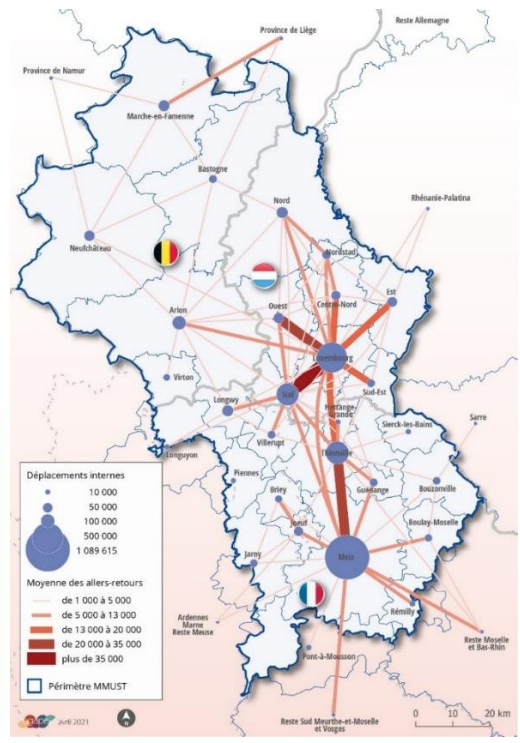 Province de Liège
Reste Allemagne
Province de Namur
Marche-en-Famenne
Bastogne
Nord
Rhénanie-Palatina
Neufchâteau
Nordstad
Centre-Nord
Est
Ouest
Arlon
Luxembourg
Virton
Sud
Sud-Est
Longwy
Hettange-
Grande
Sierck-les-Bains
Sarre
Longuyon
Villerupt
Thionville
Piennes
Guénange
Bouzonville
Briey
Boulay-Moselle
Joeuf
Metz
Jarny
Rémilly
Ardennes
Marne
Reste Meuse
Reste Moselle
et Bas-Rhin
Pont-à-Mousson
Reste Sud Meurthe-et-Moselle
et Vosges
Déplacements internes
10 000
50 000
100 000
500 000
1 089 615
Moyenne des allers-retours
de 1 000 à 5 000
de 5 000 à 13 000
de 13 000 à 20 000
de 20 000 à 35 000
plus de 35 000
Périmètre MMUST
avril 2021
N
0 10 20 km